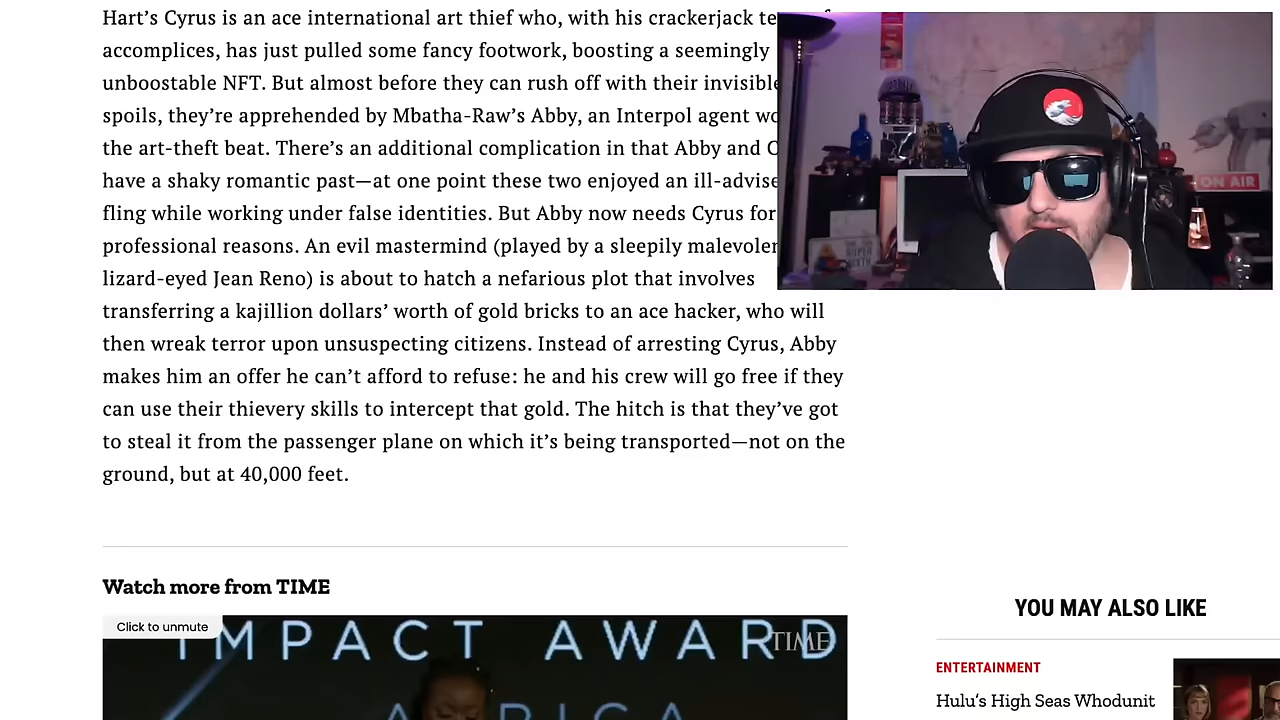 Hart’s Cyrus is an ace international art thief who, with his crackerjack
accomplices, has just pulled some fancy footwork, boosting a seemingly
unboostable NFT. But almost before they can rush off with their invisible
spoils, they’re apprehended by Mbatha-Raw’s Abby, an Interpol agent
the art-theft beat. There’s an additional complication in that Abby and
have a shaky romantic past—at one point these two enjoyed an
fling while working under false identities. But Abby now needs Cyrus for
professional reasons. An evil mastermind (played by a sleepily
lizard-eyed Jean Reno) is about to hatch a nefarious plot that involves
transferring a kajillion dollars’ worth of gold bricks to an ace hacker, who will
then wreak terror upon unsuspecting citizens. Instead of arresting Cyrus, Abby
makes him an offer he can’t afford to refuse: he and his crew will go free if they
can use their thievery skills to intercept that gold. The hitch is that they’ve got
to steal it from the passenger plane on which it’s being transported—not on the
ground, but at 40,000 feet.
ON AIR
Watch more from TIME
Click to unmute
IMPACT AWARD
TIME
YOU MAY ALSO LIKE
ENTERTAINMENT
Hulu’s High Seas Whodunit